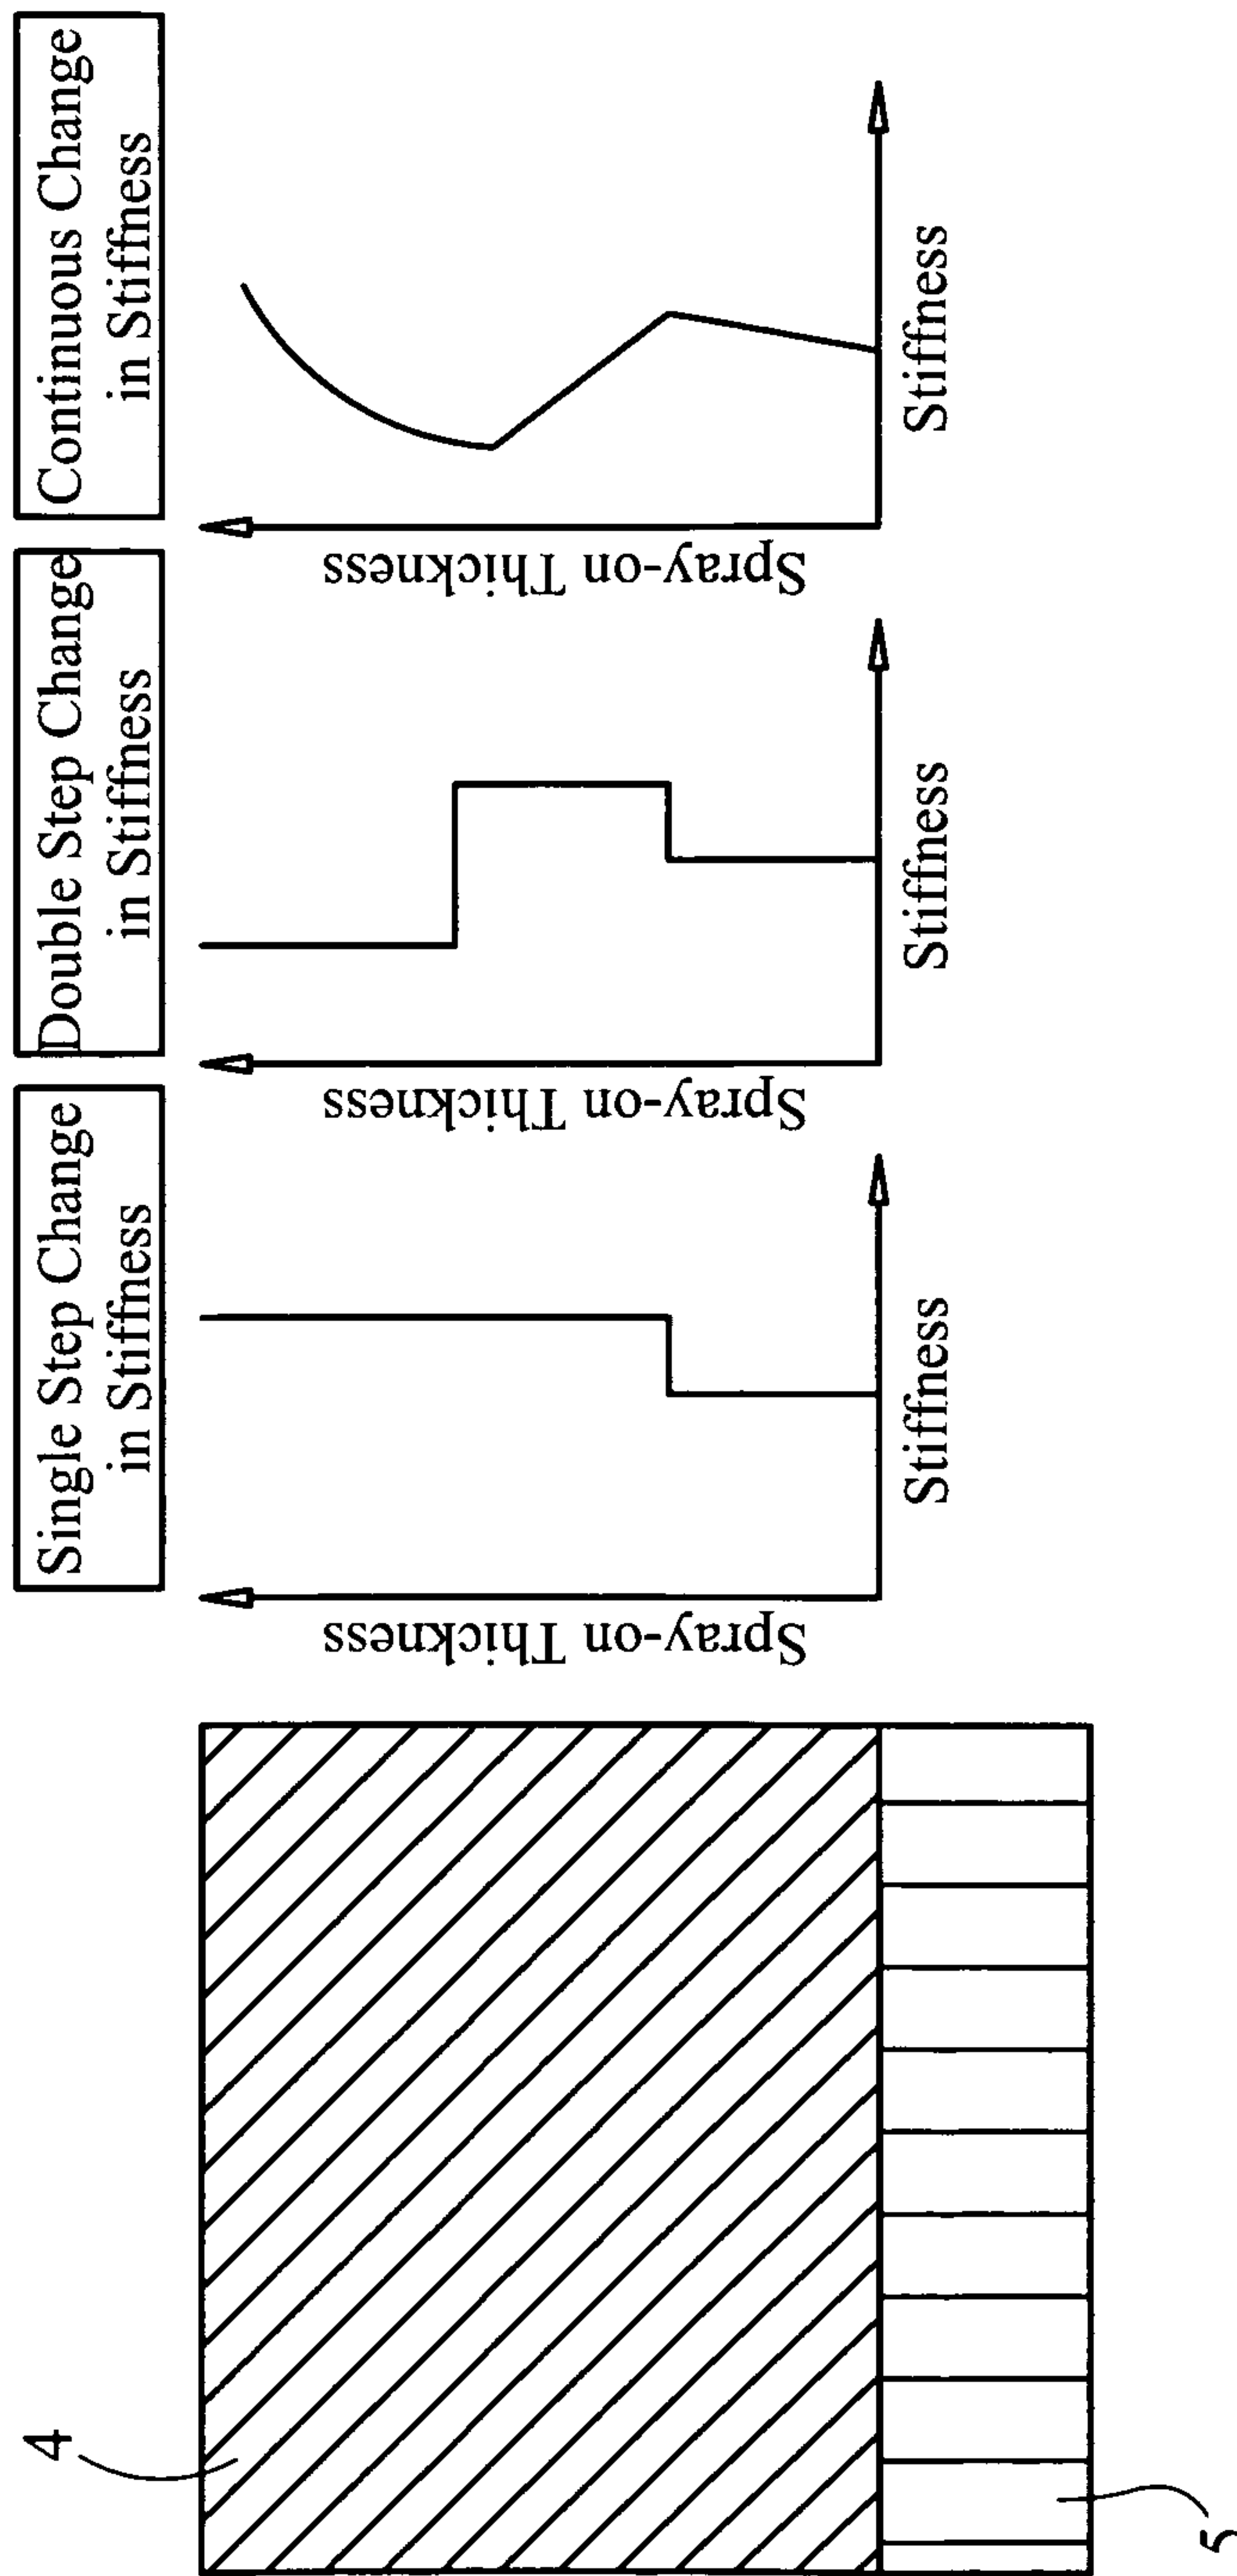 4
5
Single Step Change
in Stiffness
Spray-on Thickness
Stiffness
Double Step Change
in Stiffness
Spray-on Thickness
Stiffness
Continuous Change
in Stiffness
Spray-on Thickness
Stiffness